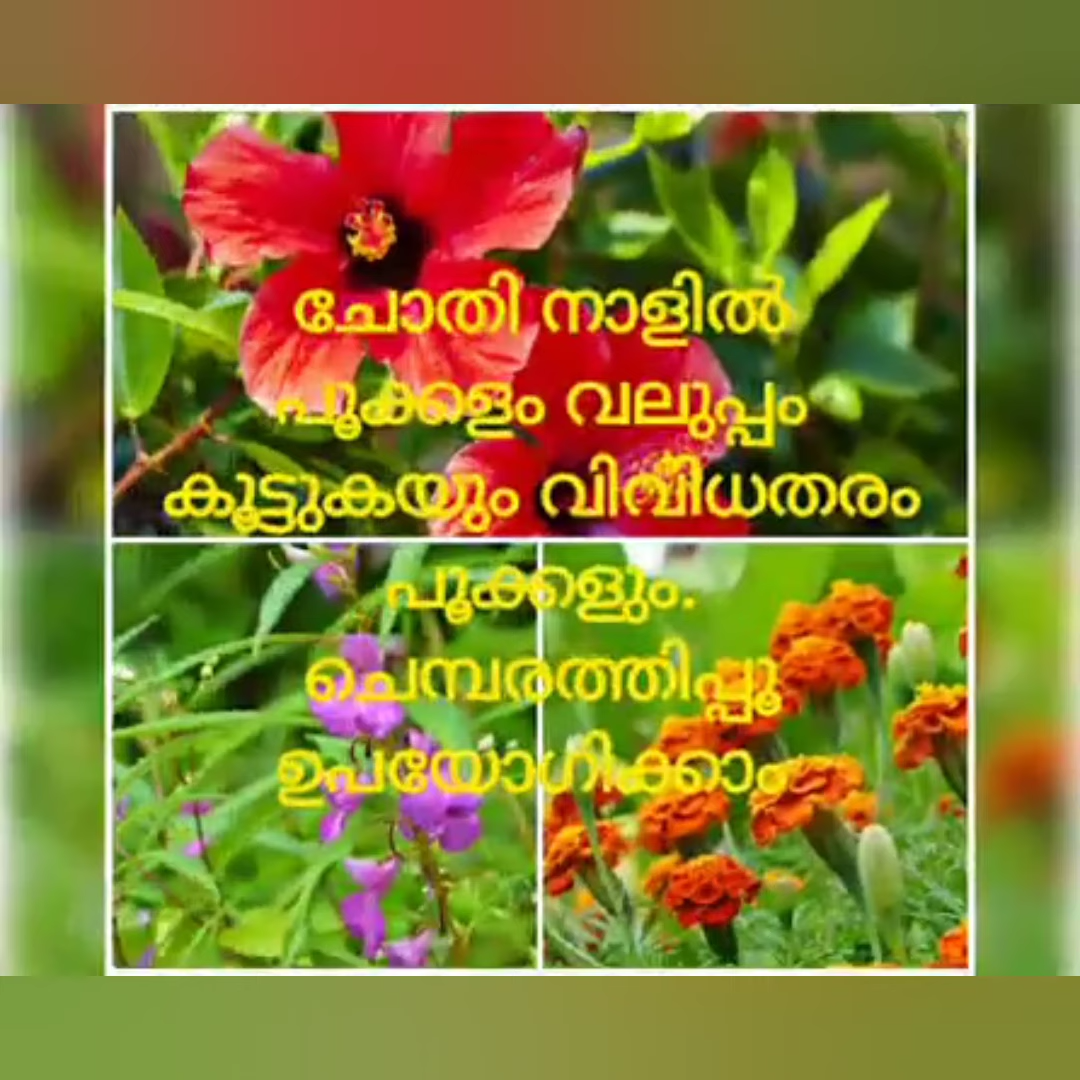 ചോതി നാളിൽ
പൂക്കളെം വലുപ്പം
കൂട്ടുകയും വിവിധതരം
പൂക്കളും.
ചെമ്പരത്തിപ്പൂ
ഉപയോഗിക്കാം